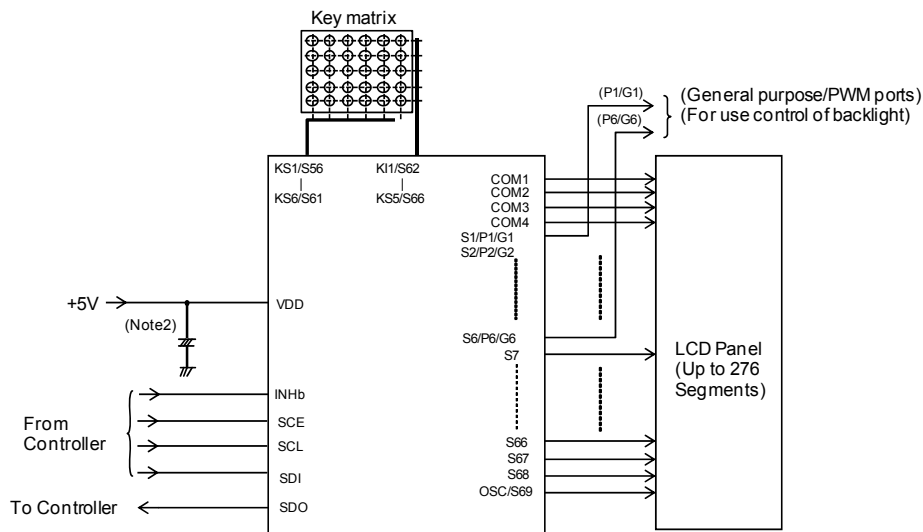 Key matrix
(P1/G1)
(P6/G6)
(General purpose/PWM ports)
(For use control of backlight)
KS1/S56
|
KS6/S61
KI1/S62
|
KS5/S66
COM1
COM2
COM3
COM4
S1/P1/G1
S2/P2/G2
+5V
VDD
(Note2)
S6/P6/G6
S7
LCD Panel
(Up to 276
Segments)
From
Controller
INHb
SCE
SCL
SDI
S66
S67
S68
OSC/S69
To Controller
SDO